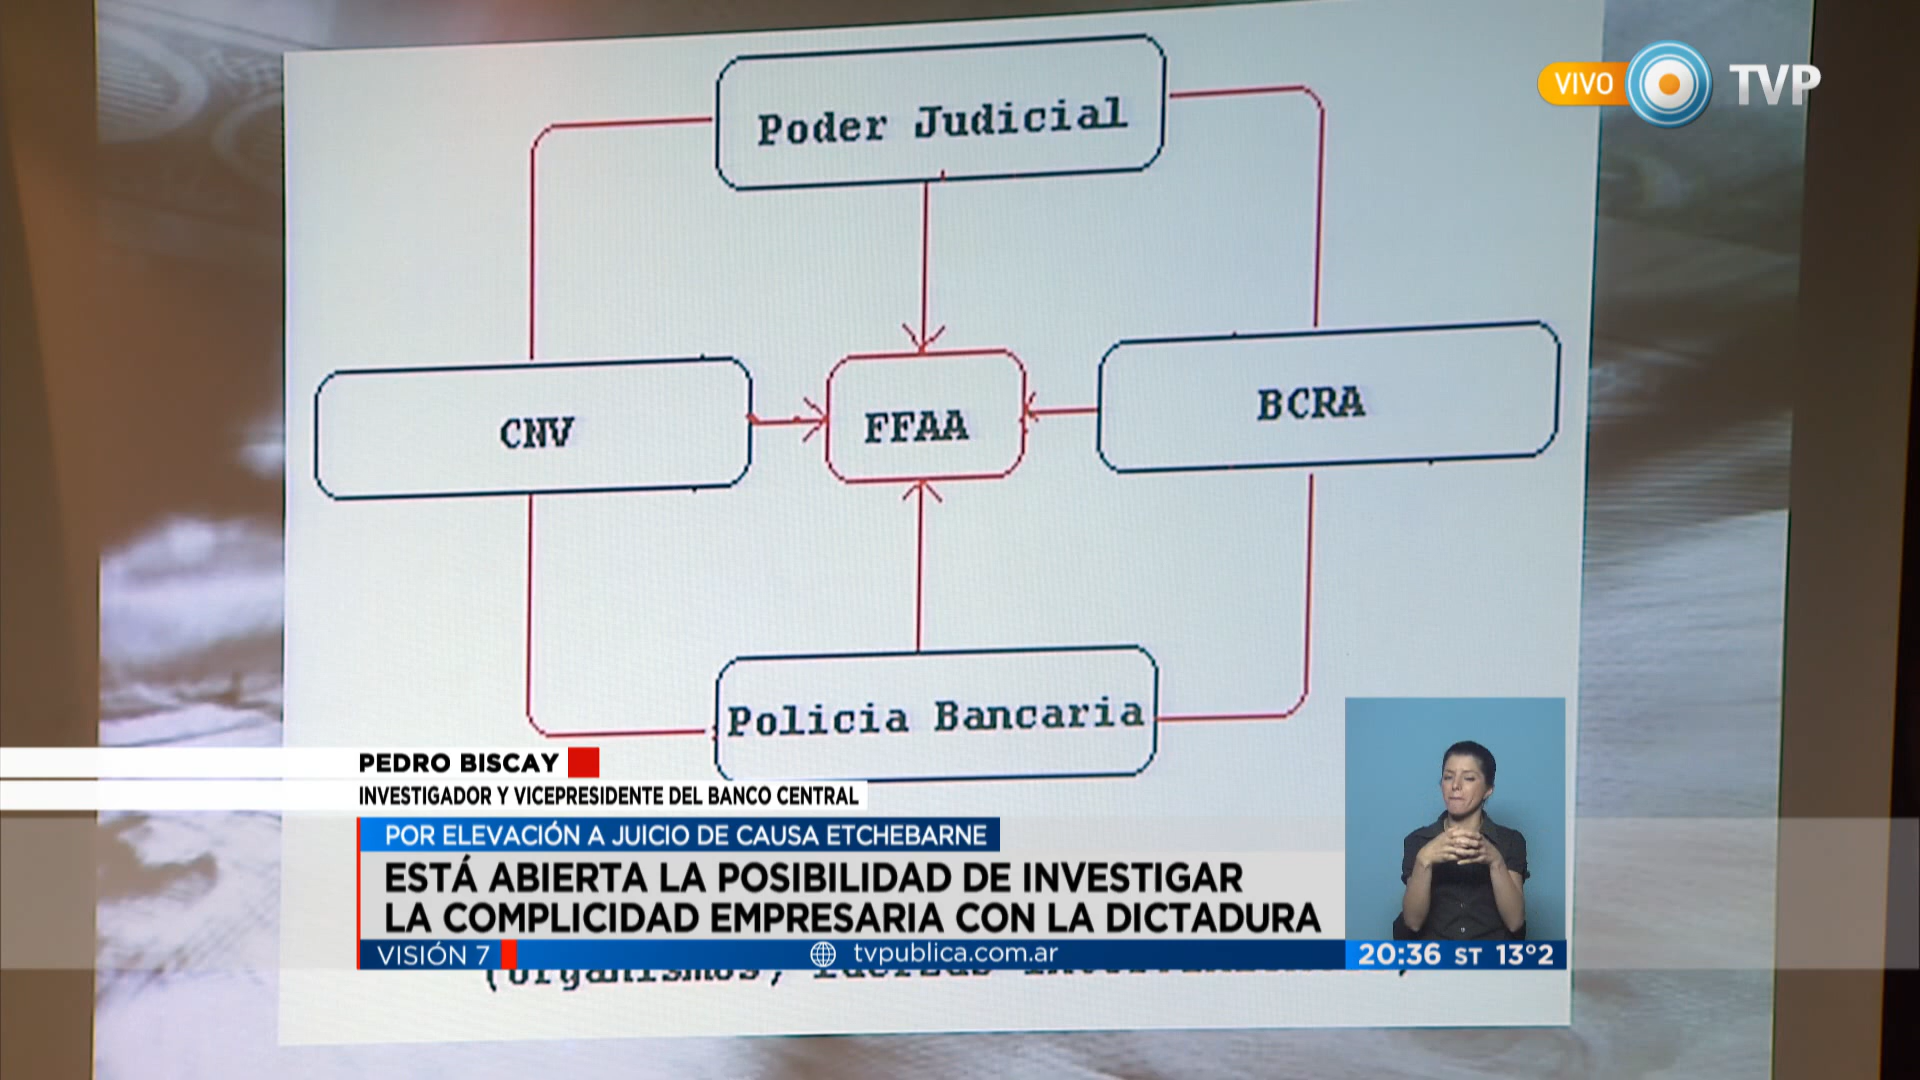 VIVO TVP
Poder Judicial
CNV
FFAA
BCRA
Policia Bancaria
PEDRO BISCAY
INVESTIGADOR Y VICEPRESIDENTE DEL BANCO CENTRAL
POR ELEVACIÓN A JUICIO DE CAUSA ETCHEBARNE
ESTÁ ABIERTA LA POSIBILIDAD DE INVESTIGAR
LA COMPLICIDAD EMPRESARIA CON LA DICTADURA
VISIÓN 7 tvpublica.com.ar 20:36 ST 13°2
(organismos,